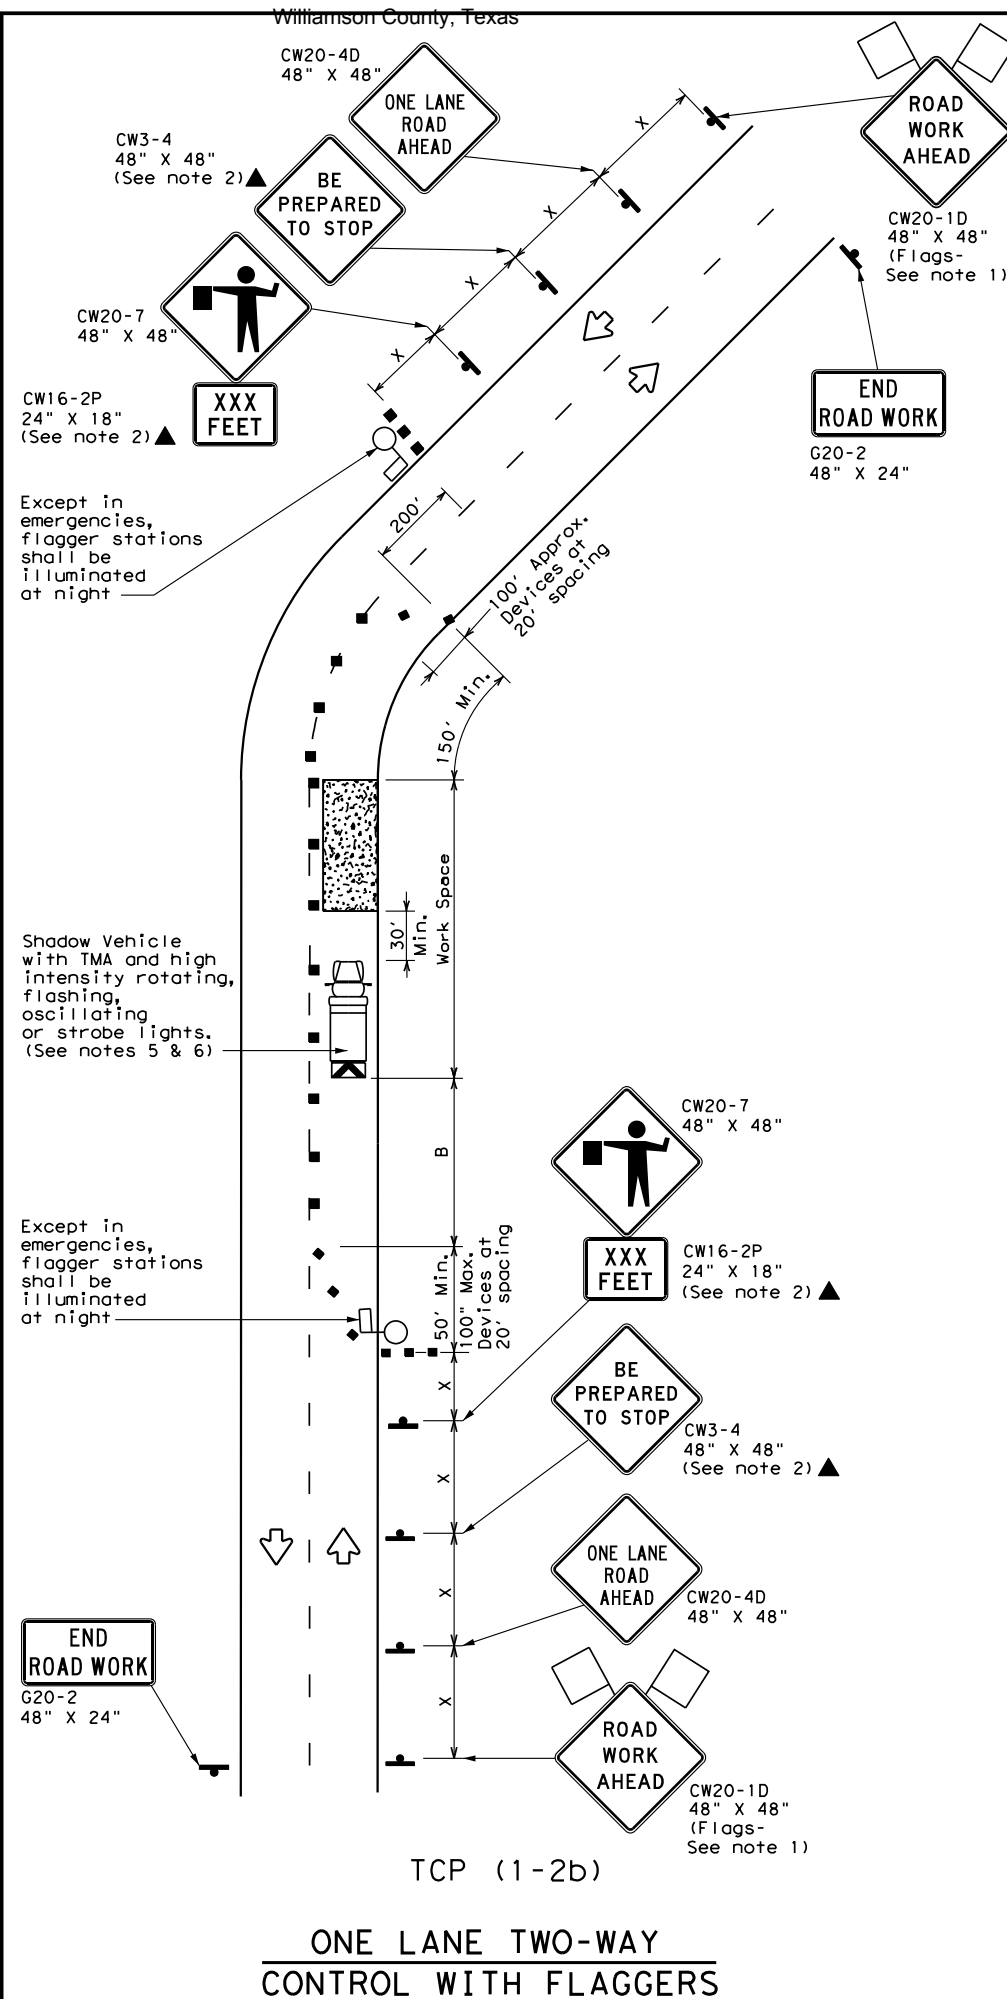 Williamson County, Texas
CW20-4D
48" X 48"
ONE LANE
ROAD
AHEAD
ROAD
WORK
AHEAD
CW20-1D
48" X 48"
(Flags-
See note 1)
CW3-4
48" X 48"
(See note 2)
BE
PREPARED
TO STOP
X
X
X
X
CW20-7
48" X 48"
CW16-2P
24" X 18"
(See note 2)
XXX
FEET
END
ROAD WORK
G20-2
48" X 24"
Except in
emergencies,
flagger stations
shall be
illuminated
at night
200'
100' Approx.
Devices at
20' spacing
150' Min.
Work Space
30'
Min.
Shadow Vehicle
with TMA and high
intensity rotating,
flashing,
oscillating
or strobe lights.
(See notes 5 & 6)
B
CW20-7
48" X 48"
XXX
FEET
CW16-2P
24" X 18"
(See note 2)
Except in
emergencies,
flagger stations
shall be
illuminated
at night
50' Min.
100" Max.
Devices at
20' spacing
X
BE
PREPARED
TO STOP
CW3-4
48" X 48"
(See note 2)
X
ONE LANE
ROAD
AHEAD
CW20-4D
48" X 48"
X
END
ROAD WORK
G20-2
48" X 24"
X
ROAD
WORK
AHEAD
CW20-1D
48" X 48"
(Flags-
See note 1)
TCP (1-2b)
ONE LANE TWO-WAY
CONTROL WITH FLAGGERS